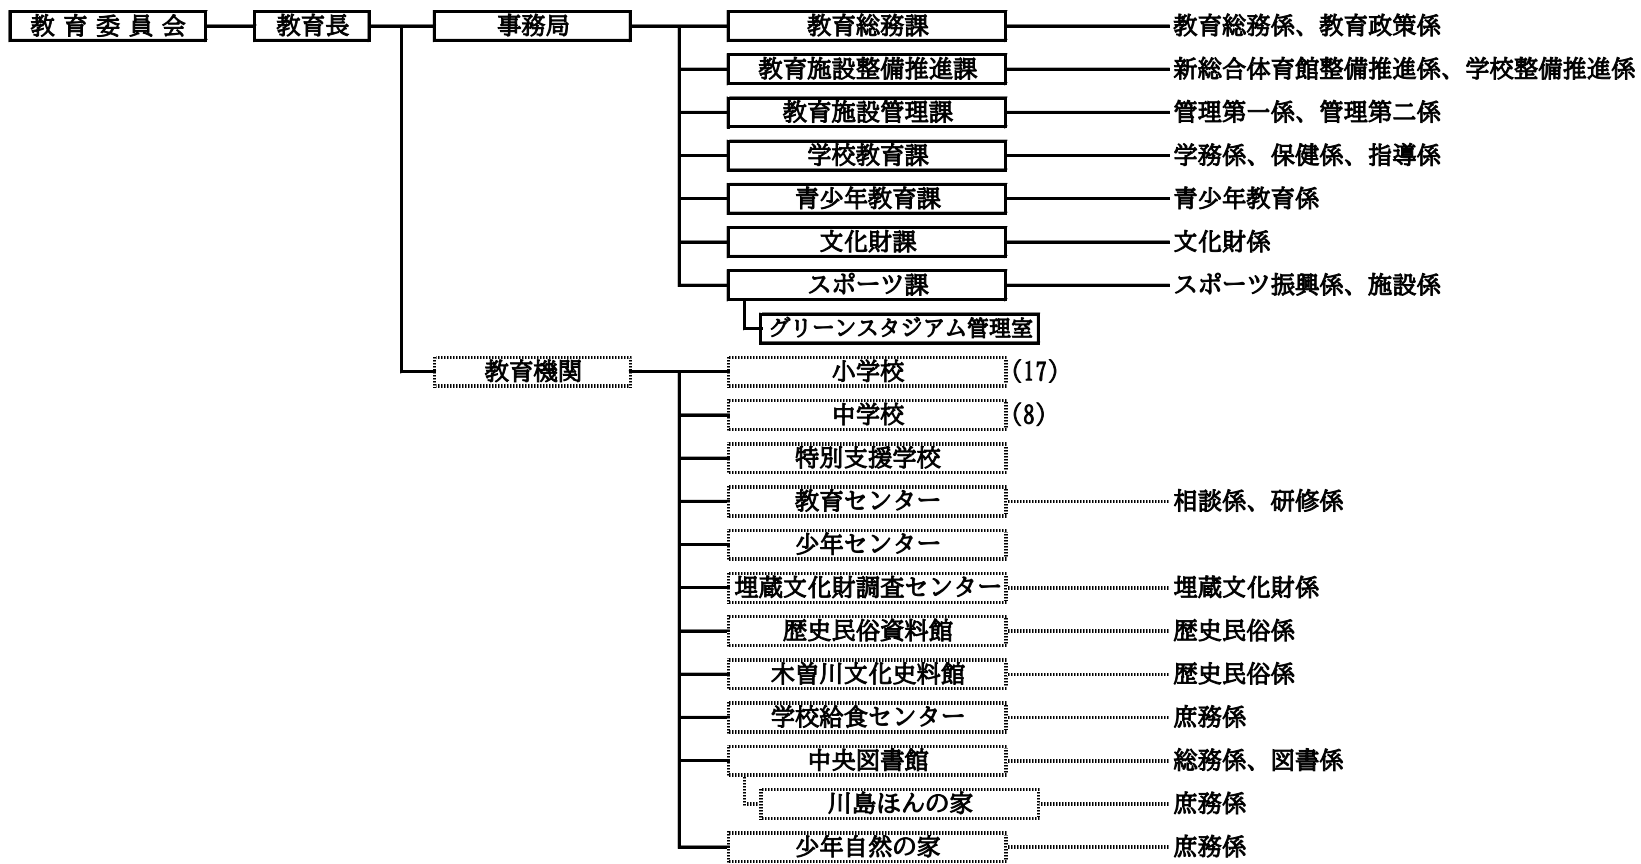 教育委員会 教育長 事務局 教育総務課 教育総務係、教育政策係
教育施設整備推進課 新総合体育館整備推進係、学校整備推進係
教育施設管理課 管理第一係、管理第二係
学校教育課 学務係、保健係、指導係
青少年教育課 青少年教育係
文化財課 文化財係
スポーツ課 スポーツ振興係、施設係
グリーンスタジアム管理室
教育機関 小学校 (17)
中学校 (8)
特別支援学校
教育センター 相談係、研修係
少年センター
埋蔵文化財調査センター 埋蔵文化財係
歴史民俗資料館 歴史民俗係
木曽川文化史料館 歴史民俗係
学校給食センター 庶務係
中央図書館 総務係、図書係
川島ほんの家 庶務係
少年自然の家 庶務係